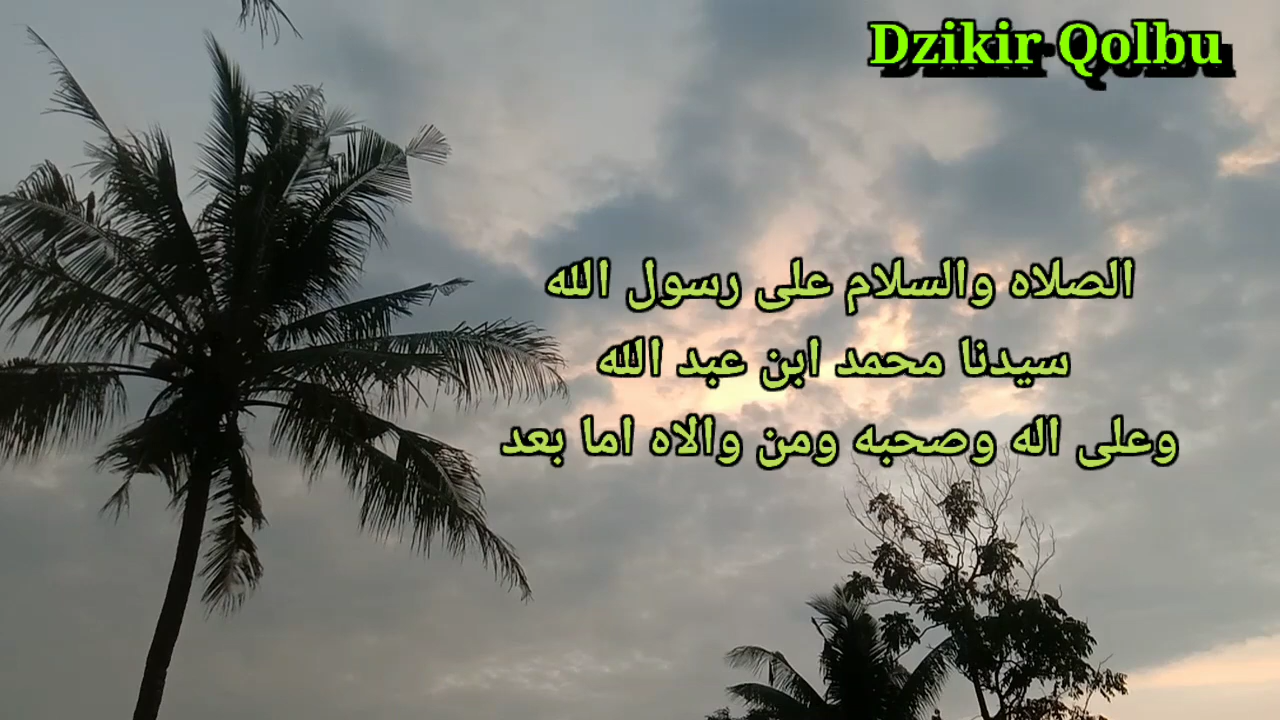 Dzikir Qolbu
الصلاه والسلامِ على رسول الله
سيدنا محمد ابن عبد الله
وعلى اله وصحبه ومن والاه اما بعد